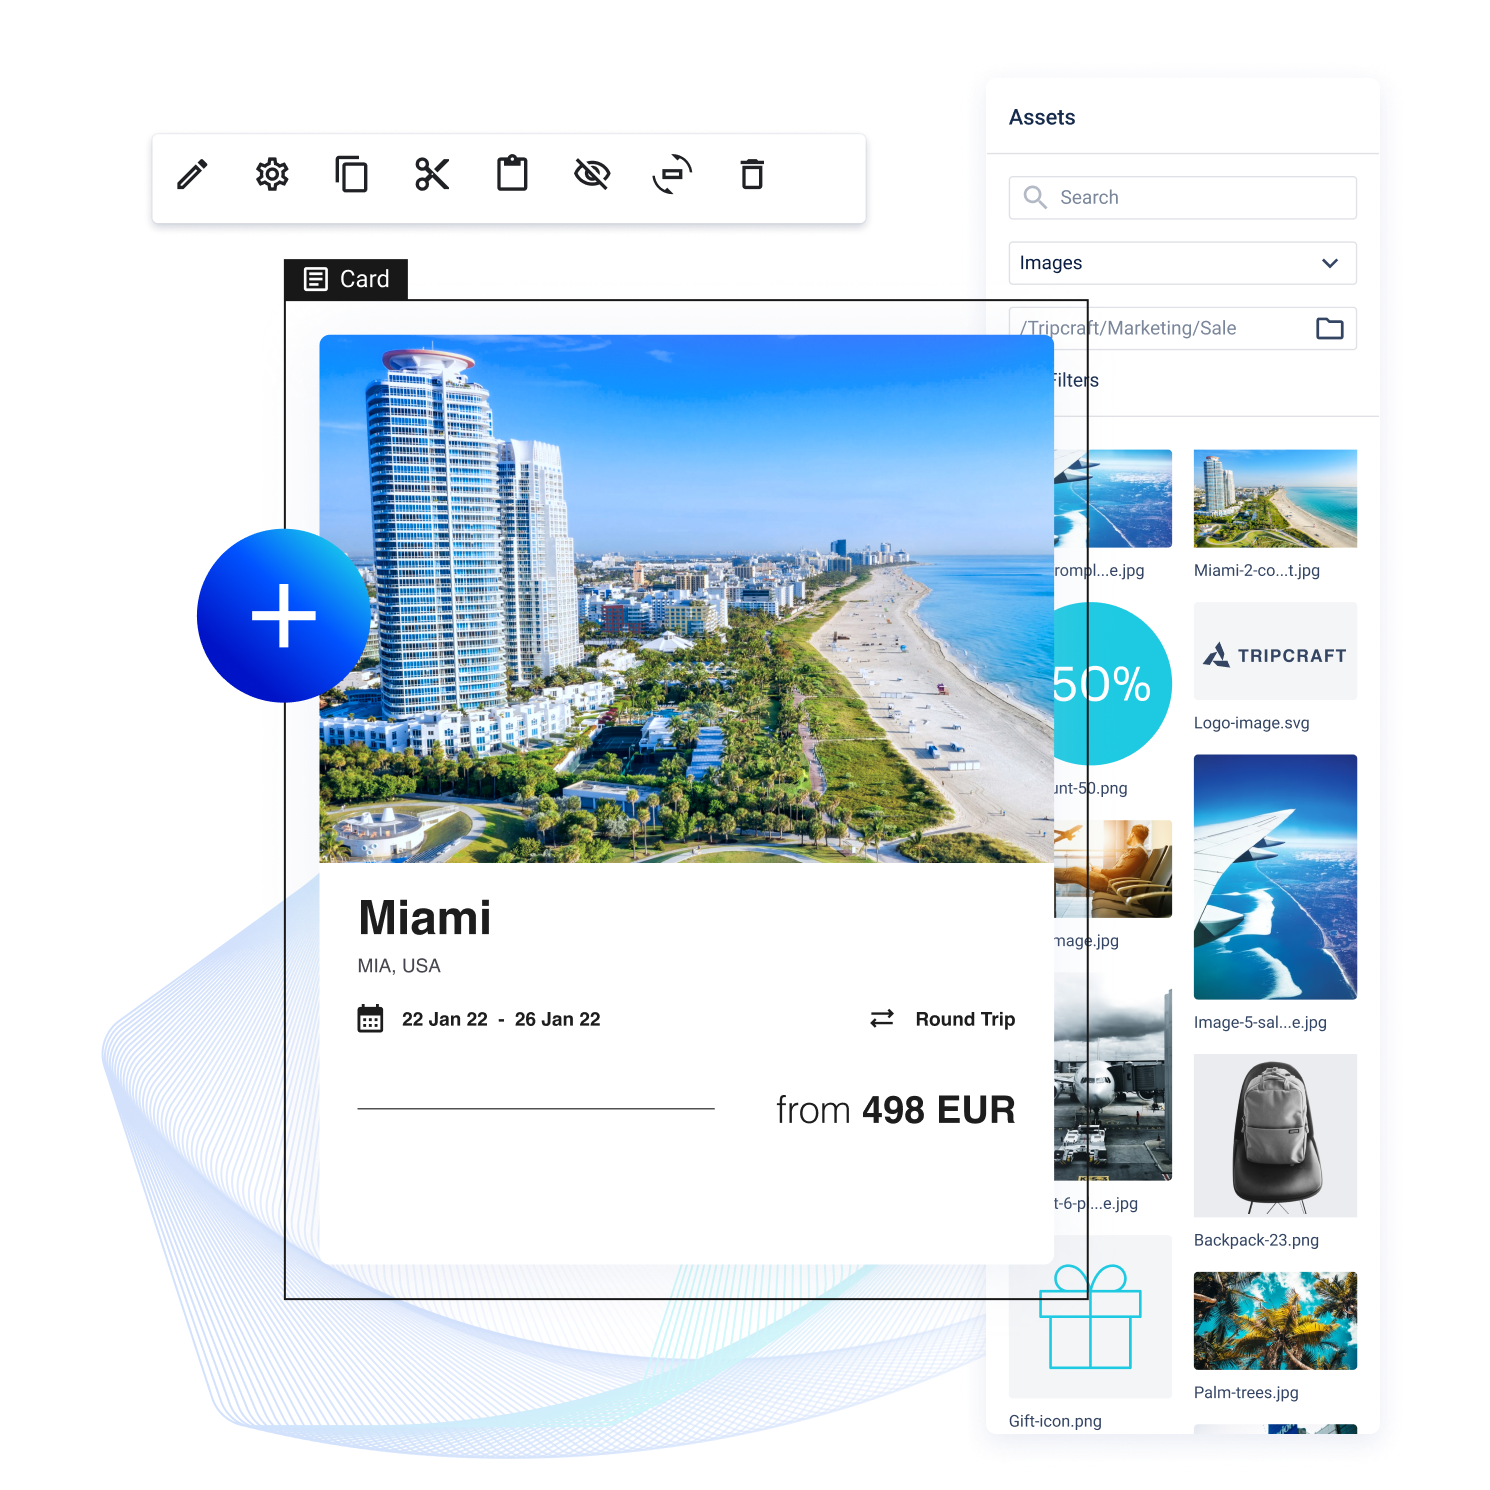 Assets
Search
Images
/Tripcraft/Marketing/Sale
Filters
Card
rompl...e.jpg
Miami-2-co...t.jpg
50%
TRIPCRAFT
Logo-image.svg
unt-50.png
mage.jpg
Image-5-sal...e.jpg
t-6-p...e.jpg
Backpack-23.png
Palm-trees.jpg
Gift-icon.png
Miami
MIA, USA
22 Jan 22 - 26 Jan 22
Round Trip
from 498 EUR